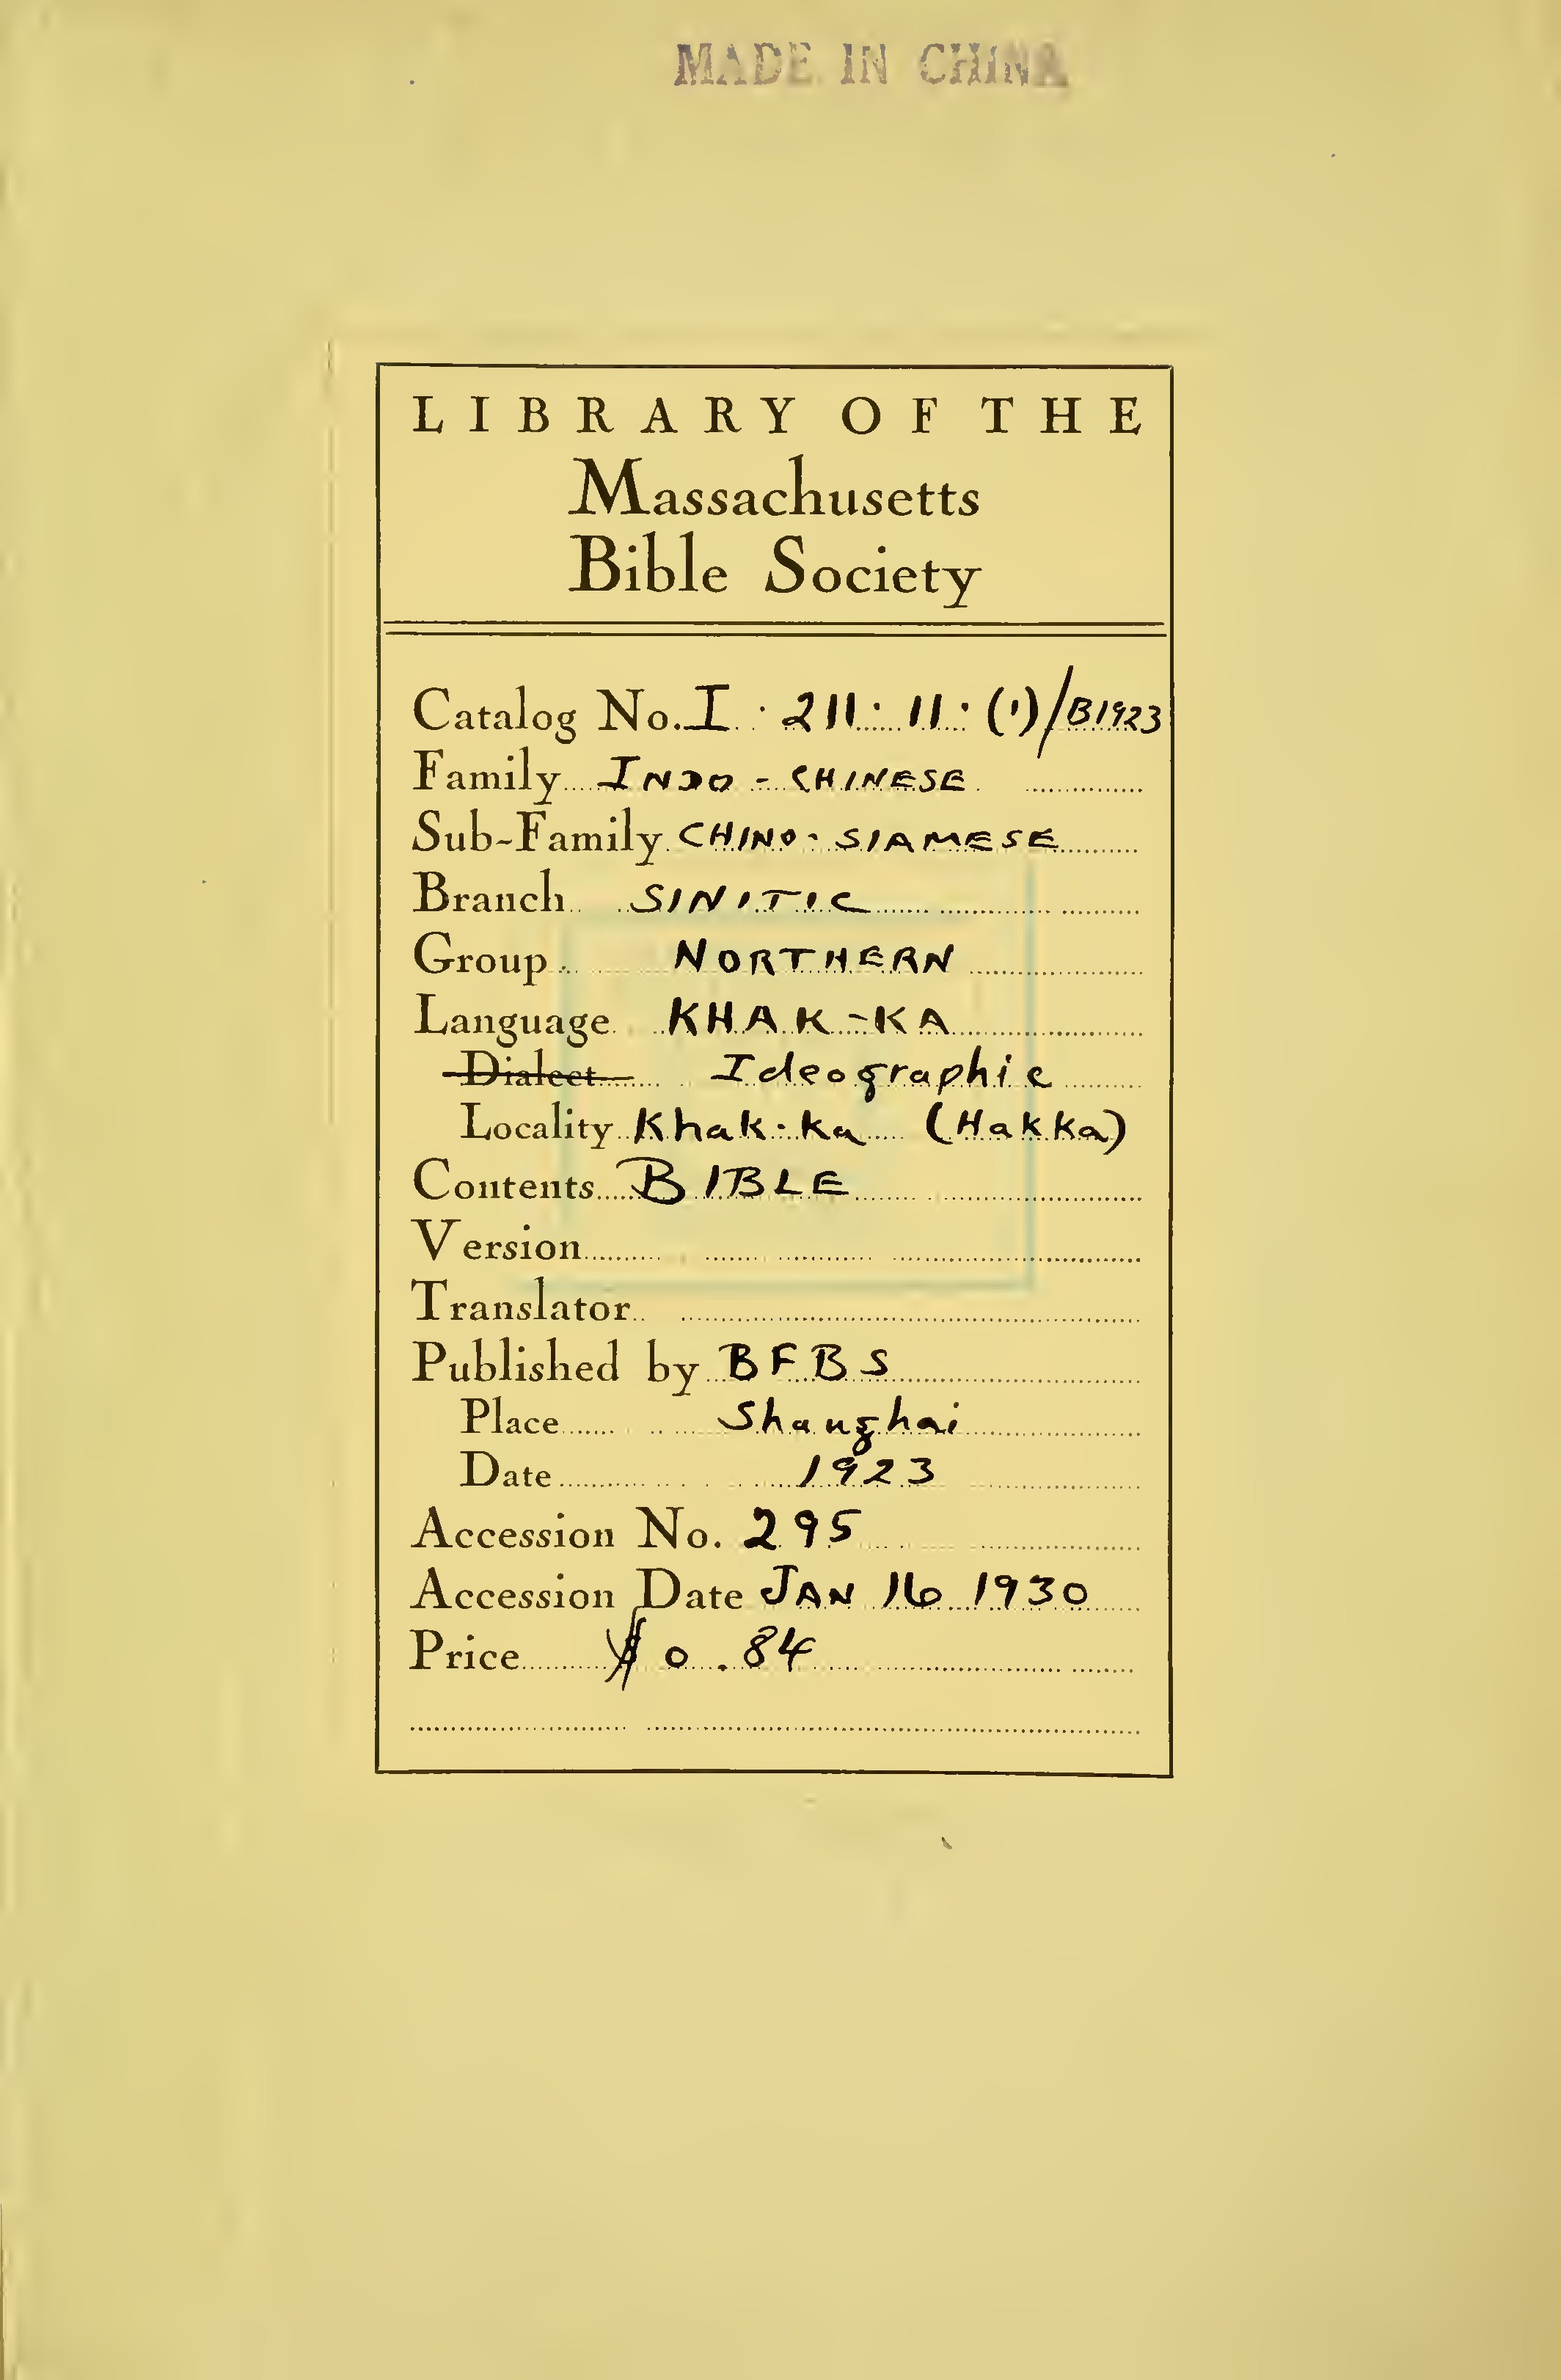 MADE IN CHINA
LIBRARY OF THE
Massachusetts
Bible Society
Catalog No. I · 211 · 11 · (1)/B1923
Family INDO-CHINESE
Sub-Family CHINO-SIAMESE
Branch SINITIC
Group NORTHERN
Language KHAK-KA
Dialect Ideographic
Locality Khak-ka (Hakka)
Contents BIBLE
Version
Translator
Published by BFBS
Place Shanghai
Date 1923
Accession No. 295
Accession Date JAN 16 1930
Price $0.84